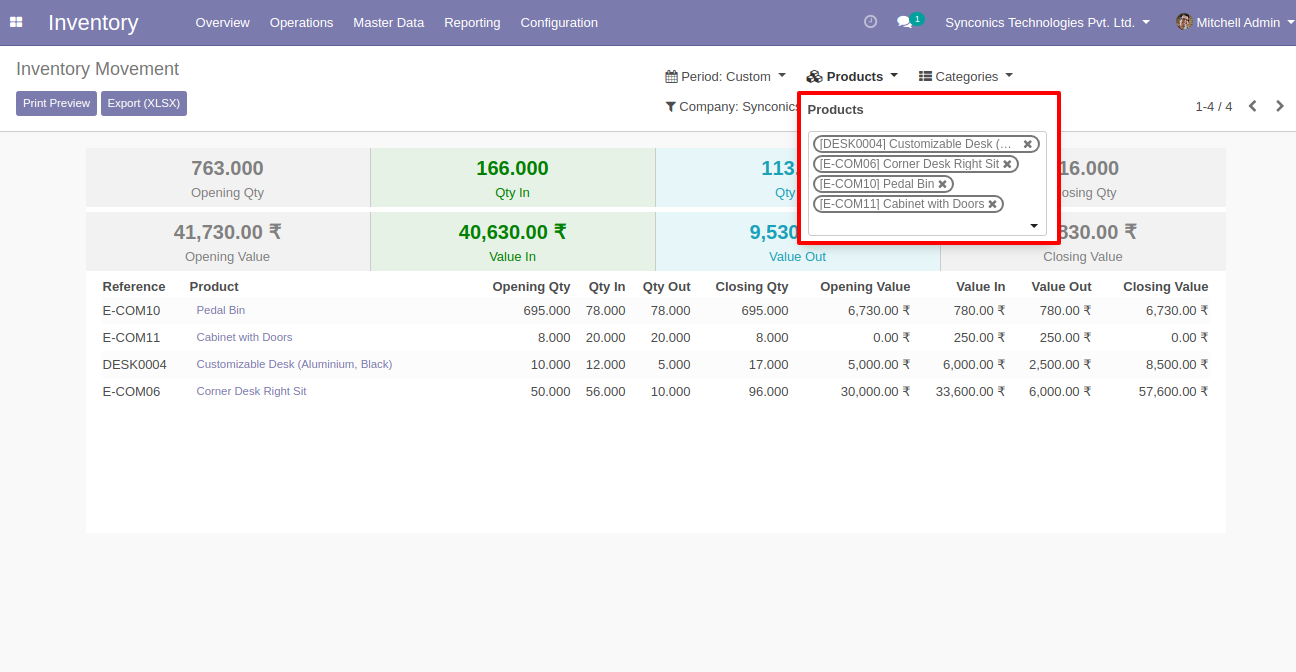 Inventory Overview Operations Master Data Reporting Configuration 1 Synconics Technologies Pvt. Ltd. Mitchell Admin
Inventory Movement
Period: Custom Products Categories
Print Preview Export (XLSX)
Company: Synconics
1-4 / 4
Products
[DESK0004] Customizable Desk (...
[E-COM06] Corner Desk Right Sit
[E-COM10] Pedal Bin
[E-COM11] Cabinet with Doors
763.000 166.000 113. 16.000
Opening Qty Qty In Qty osing Qty
41,730.00 ₹ 40,630.00 ₹ 9,530 830.00 ₹
Opening Value Value In Value Out Closing Value
Reference Product Opening Qty Qty In Qty Out Closing Qty Opening Value Value In Value Out Closing Value
E-COM10 Pedal Bin 695.000 78.000 78.000 695.000 6,730.00 ₹ 780.00 ₹ 780.00 ₹ 6,730.00 ₹
E-COM11 Cabinet with Doors 8.000 20.000 20.000 8.000 0.00 ₹ 250.00 ₹ 250.00 ₹ 0.00 ₹
DESK0004 Customizable Desk (Aluminium, Black) 10.000 12.000 5.000 17.000 5,000.00 ₹ 6,000.00 ₹ 2,500.00 ₹ 8,500.00 ₹
E-COM06 Corner Desk Right Sit 50.000 56.000 10.000 96.000 30,000.00 ₹ 33,600.00 ₹ 6,000.00 ₹ 57,600.00 ₹